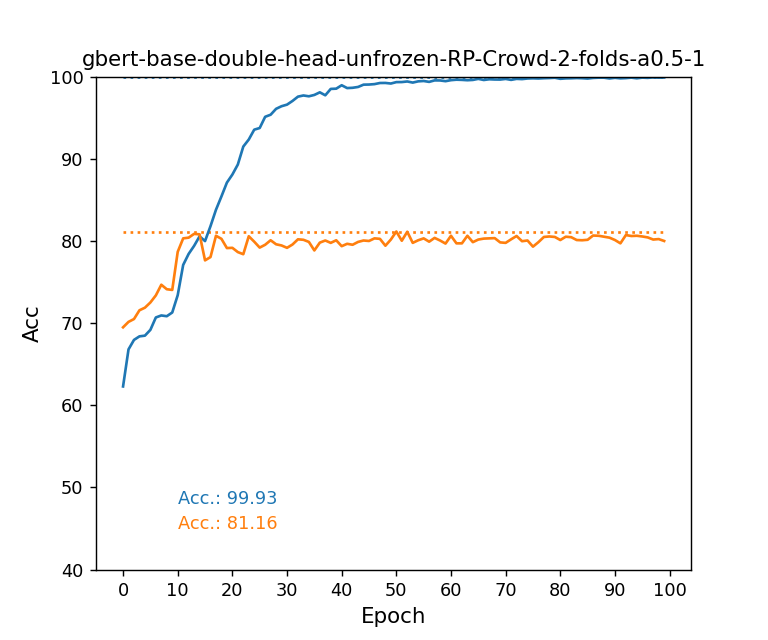 gbert-base-double-head-unfrozen-RP-Crowd-2-folds-a0.5-1
100
90
80
70
60
50
40
Acc
Acc.: 99.93
Acc.: 81.16
0 10 20 30 40 50 60 70 80 90 100
Epoch